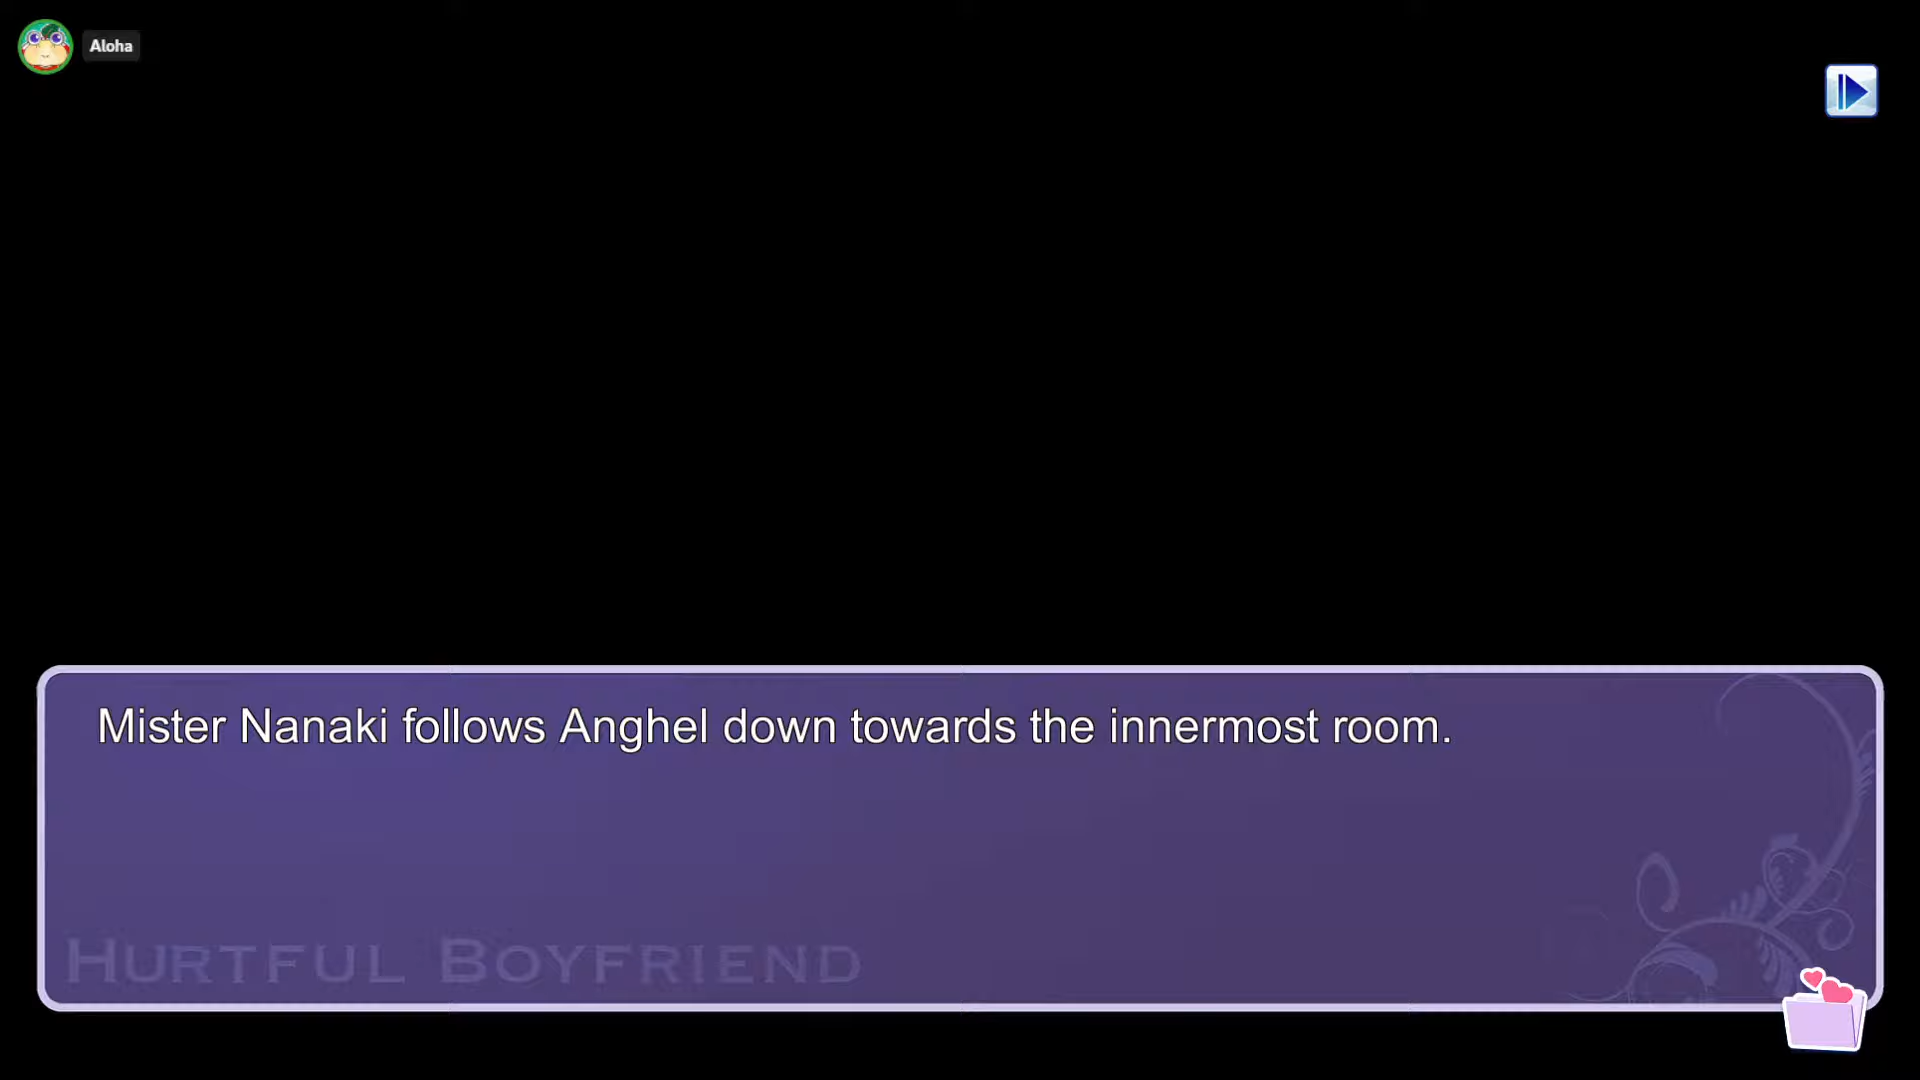 Aloha
Mister Nanaki follows Anghel down towards the innermost room.
HURTFUL BOYFRIEND